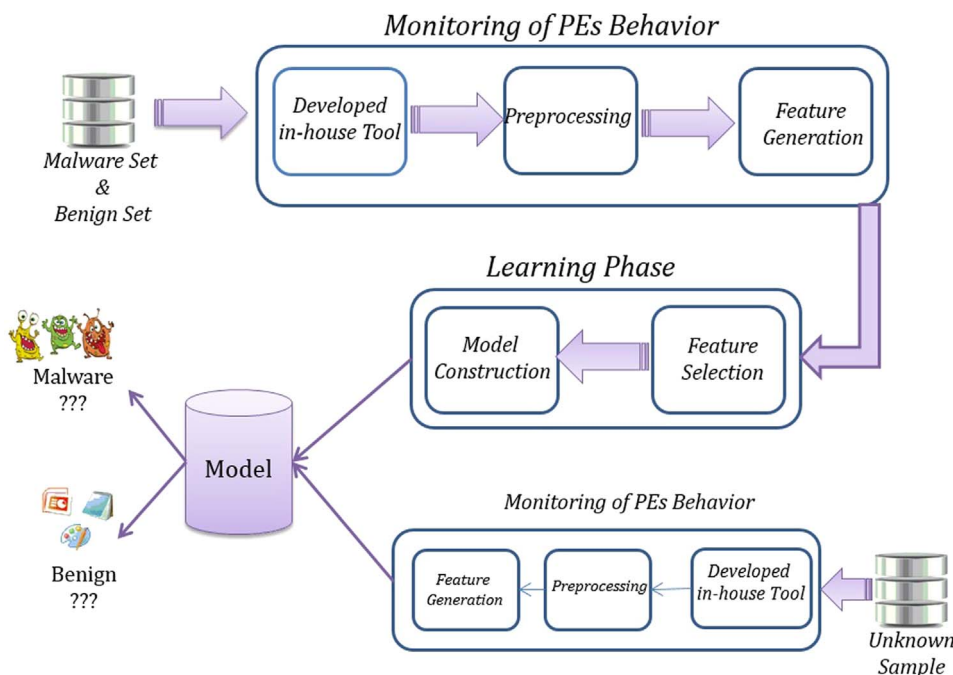 Monitoring of PEs Behavior
Developed
in-house Tool
Preprocessing
Feature
Generation
Malware Set
&
Benign Set
Learning Phase
Model
Construction
Feature
Selection
Malware
???
Model
Benign
???
Monitoring of PEs Behavior
Feature
Generation
Preprocessing
Developed
in-house Tool
Unknown
Sample